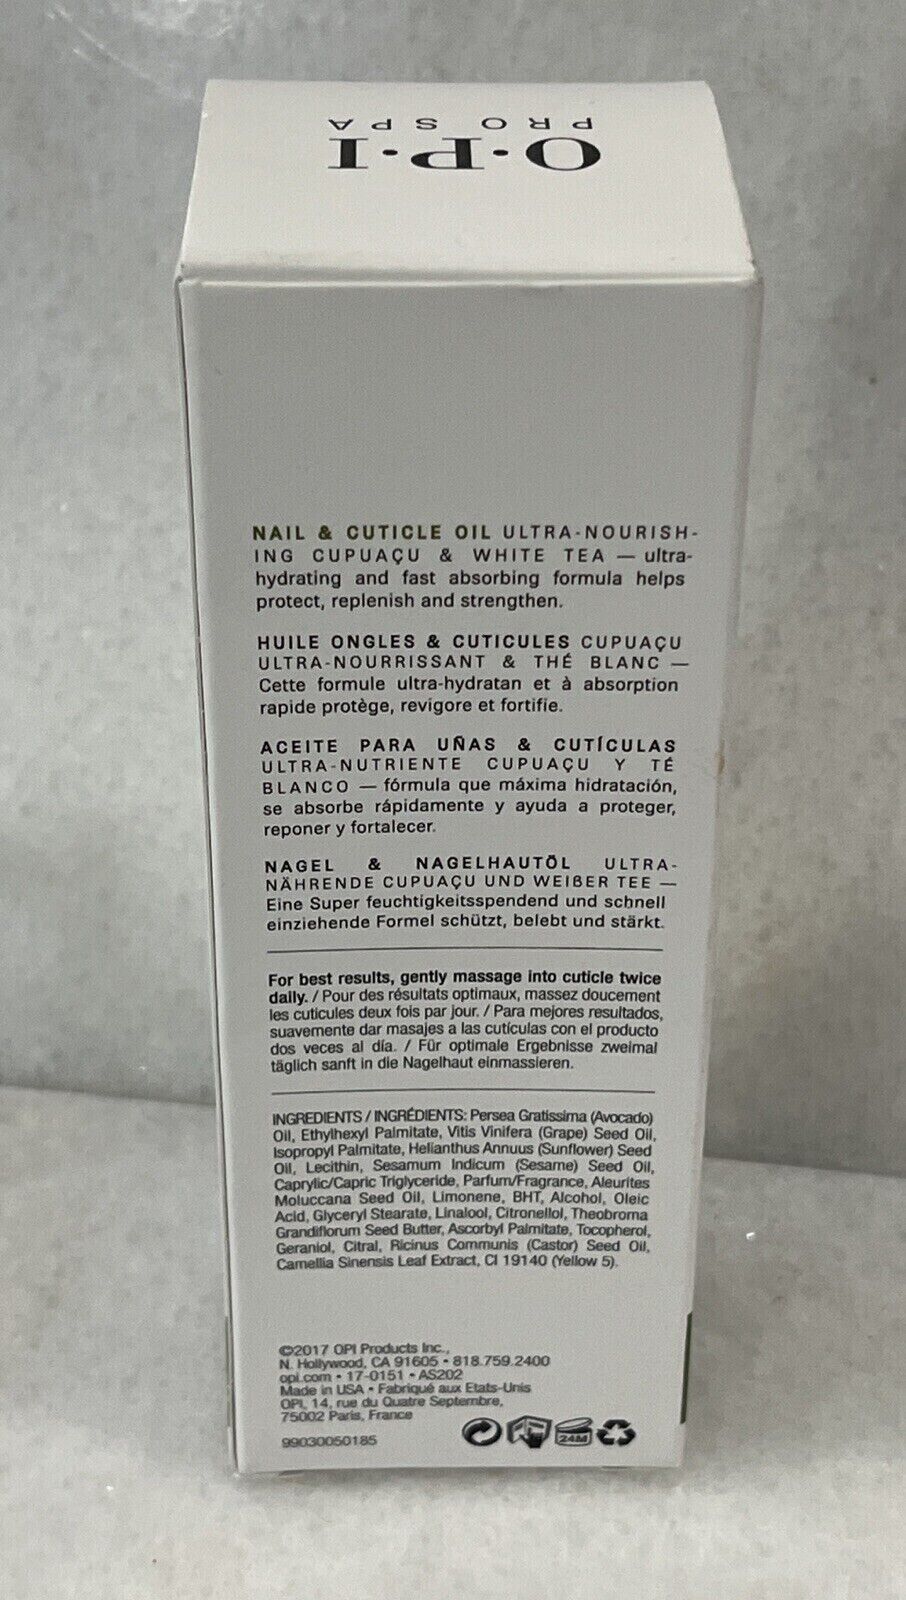 O·P·I
PRO SPA
NAIL & CUTICLE OIL ULTRA-NOURISH-
ING CUPUAÇU & WHITE TEA — ultra-
hydrating and fast absorbing formula helps
protect, replenish and strengthen.
HUILE ONGLES & CUTICULES CUPUAÇU
ULTRA-NOURRISSANT & THÉ BLANC —
Cette formule ultra-hydratan et à absorption
rapide protège, revigore et fortifie.
ACEITE PARA UÑAS & CUTÍCULAS
ULTRA-NUTRIENTE CUPUAÇU Y TÉ
BLANCO — fórmula que máxima hidratación,
se absorbe rápidamente y ayuda a proteger,
reponer y fortalecer.
NAGEL & NAGELHAUTÖL ULTRA-
NÄHRENDE CUPUAÇU UND WEIßER TEE —
Eine Super feuchtigkeitsspendend und schnell
einziehende Formel schützt, belebt und stärkt.
For best results, gently massage into cuticle twice
daily. / Pour des résultats optimaux, massez doucement
les cuticules deux fois par jour. / Para mejores resultados,
suavemente dar masajes a las cutículas con el producto
dos veces al día. / Für optimale Ergebnisse zweimal
täglich sanft in die Nagelhaut einmassieren.
INGREDIENTS / INGRÉDIENTS: Persea Gratissima (Avocado)
Oil, Ethylhexyl Palmitate, Vitis Vinifera (Grape) Seed Oil,
Isopropyl Palmitate, Helianthus Annuus (Sunflower) Seed
Oil, Lecithin, Sesamum Indicum (Sesame) Seed Oil,
Caprylic/Capric Triglyceride, Parfum/Fragrance, Aleurites
Moluccana Seed Oil, Limonene, BHT, Alcohol, Oleic
Acid, Glyceryl Stearate, Linalool, Citronellol, Theobroma
Grandiflorum Seed Butter, Ascorbyl Palmitate, Tocopherol,
Geraniol, Citral, Ricinus Communis (Castor) Seed Oil,
Camellia Sinensis Leaf Extract, CI 19140 (Yellow 5).
©2017 OPI Products Inc.,
N. Hollywood, CA 91605 • 818.759.2400
opi.com • 17-0151 • AS202
Made in USA • Fabriqué aux Etats-Unis
OPI, 14, rue du Quatre Septembre,
75002 Paris, France
99030050185
24M